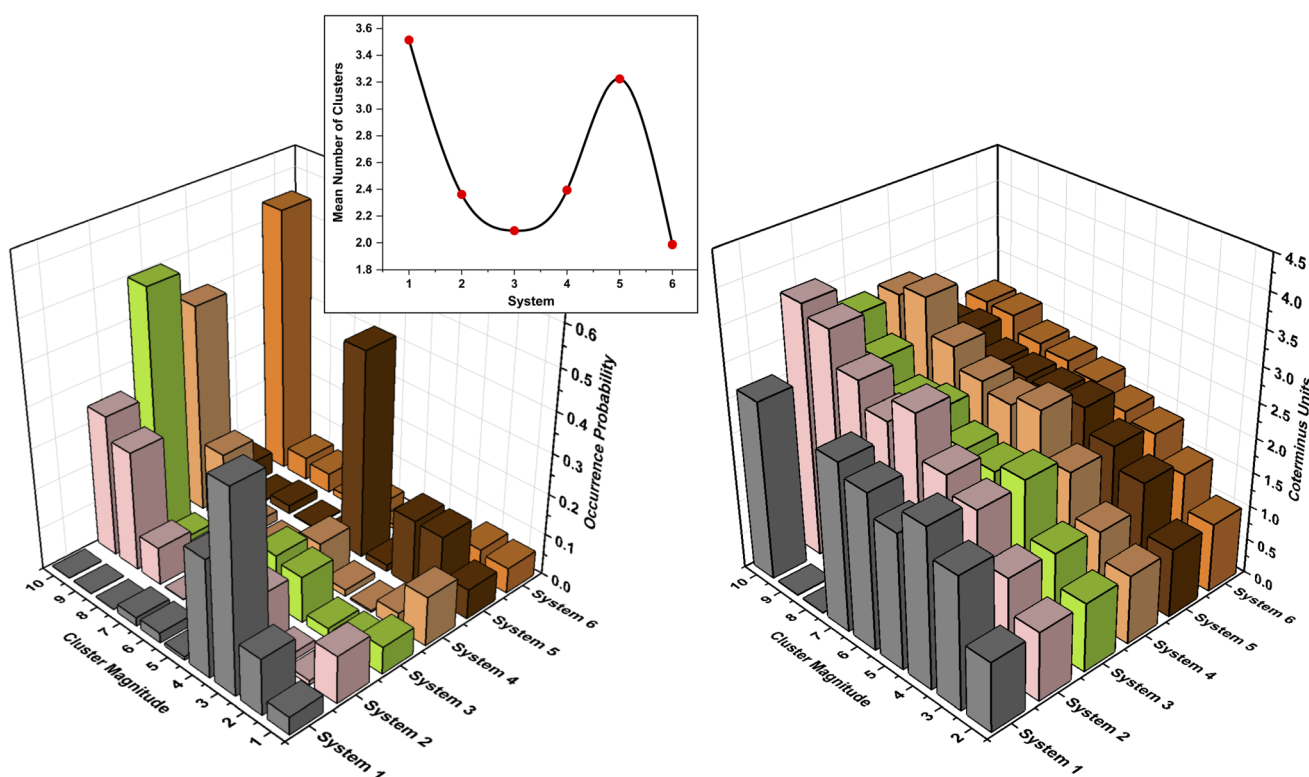 3.6
3.4
3.2
3.0
2.8
2.6
2.4
2.2
2.0
1.8
Mean Number of Clusters
1 2 3 4 5 6
System
0.6
0.5
0.4
0.3
0.2
0.1
0.0
Occurrence Probability
10
9
8
7
6
5
4
3
2
1
Cluster Magnitude
System 1
System 2
System 3
System 4
System 5
System 6
4.5
4.0
3.5
3.0
2.5
2.0
1.5
1.0
0.5
0.0
Coterminus Units
10
9
8
7
6
5
4
3
2
Cluster Magnitude
System 1
System 2
System 3
System 4
System 5
System 6